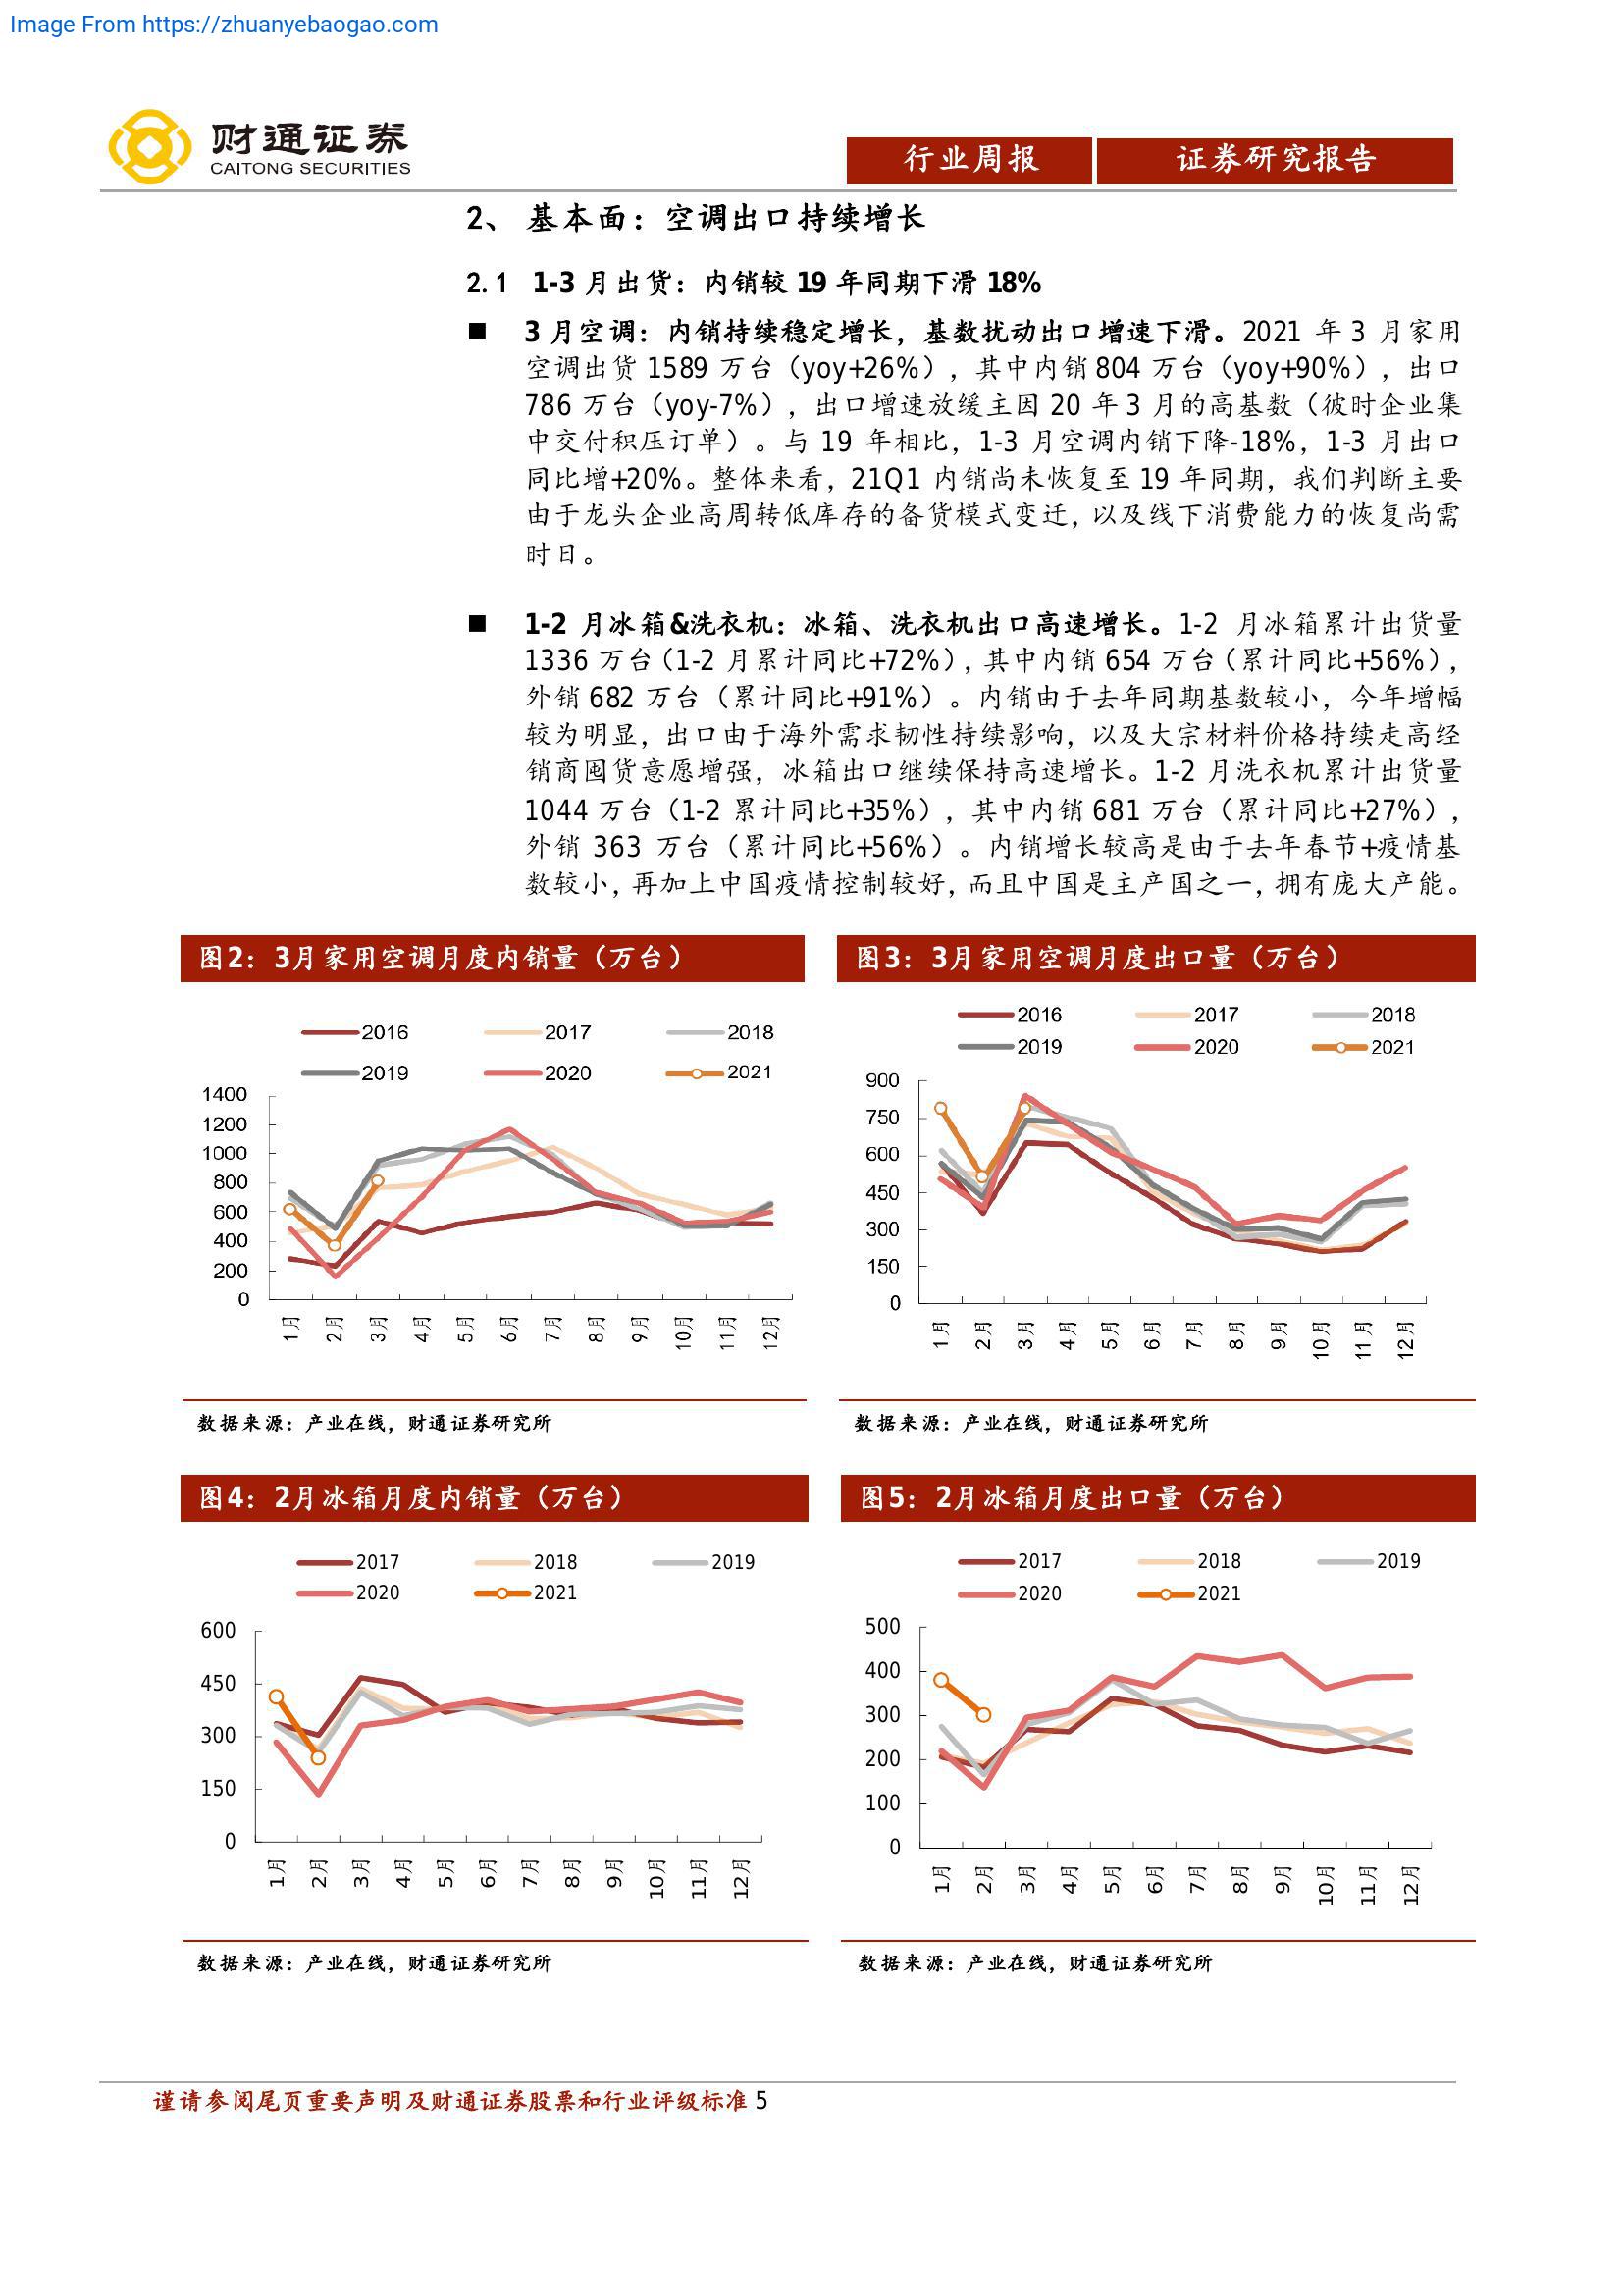 Image From https://zhuanyebaogao.com
财通证券
CAITONG SECURITIES
行业周报
证券研究报告
2、 基本面：空调出口持续增长
2.1 1-3 月出货：内销较 19 年同期下滑 18%
■ 3 月空调：内销持续稳定增长，基数扰动出口增速下滑。2021 年 3 月家用
空调出货 1589 万台（yoy+26%），其中内销 804 万台（yoy+90%），出口
786 万台（yoy-7%），出口增速放缓主因 20 年 3 月的高基数（彼时企业集
中交付积压订单）。与 19 年相比，1-3 月空调内销下降-18%，1-3 月出口
同比增+20%。整体来看，21Q1 内销尚未恢复至 19 年同期，我们判断主要
由于龙头企业高周转低库存的备货模式变迁，以及线下消费能力的恢复尚需
时日。
■ 1-2 月冰箱&洗衣机：冰箱、洗衣机出口高速增长。1-2 月冰箱累计出货量
1336 万台（1-2 月累计同比+72%），其中内销 654 万台（累计同比+56%），
外销 682 万台（累计同比+91%）。内销由于去年同期基数较小，今年增幅
较为明显，出口由于海外需求韧性持续影响，以及大宗材料价格持续走高经
销商囤货意愿增强，冰箱出口继续保持高速增长。1-2 月洗衣机累计出货量
1044 万台（1-2 累计同比+35%），其中内销 681 万台（累计同比+27%），
外销 363 万台（累计同比+56%）。内销增长较高是由于去年春节+疫情基
数较小，再加上中国疫情控制较好，而且中国是主产国之一，拥有庞大产能。
图2：3月家用空调月度内销量（万台）
2016 2017 2018
2019 2020 2021
1400
1200
1000
800
600
400
200
0
1月 2月 3月 4月 5月 6月 7月 8月 9月 10月 11月 12月
数据来源：产业在线，财通证券研究所
图3：3月家用空调月度出口量（万台）
2016 2017 2018
2019 2020 2021
900
750
600
450
300
150
0
1月 2月 3月 4月 5月 6月 7月 8月 9月 10月 11月 12月
数据来源：产业在线，财通证券研究所
图4：2月冰箱月度内销量（万台）
2017 2018 2019
2020 2021
600
450
300
150
0
1月 2月 3月 4月 5月 6月 7月 8月 9月 10月 11月 12月
数据来源：产业在线，财通证券研究所
图5：2月冰箱月度出口量（万台）
2017 2018 2019
2020 2021
500
400
300
200
100
0
1月 2月 3月 4月 5月 6月 7月 8月 9月 10月 11月 12月
数据来源：产业在线，财通证券研究所
谨请参阅尾页重要声明及财通证券股票和行业评级标准 5